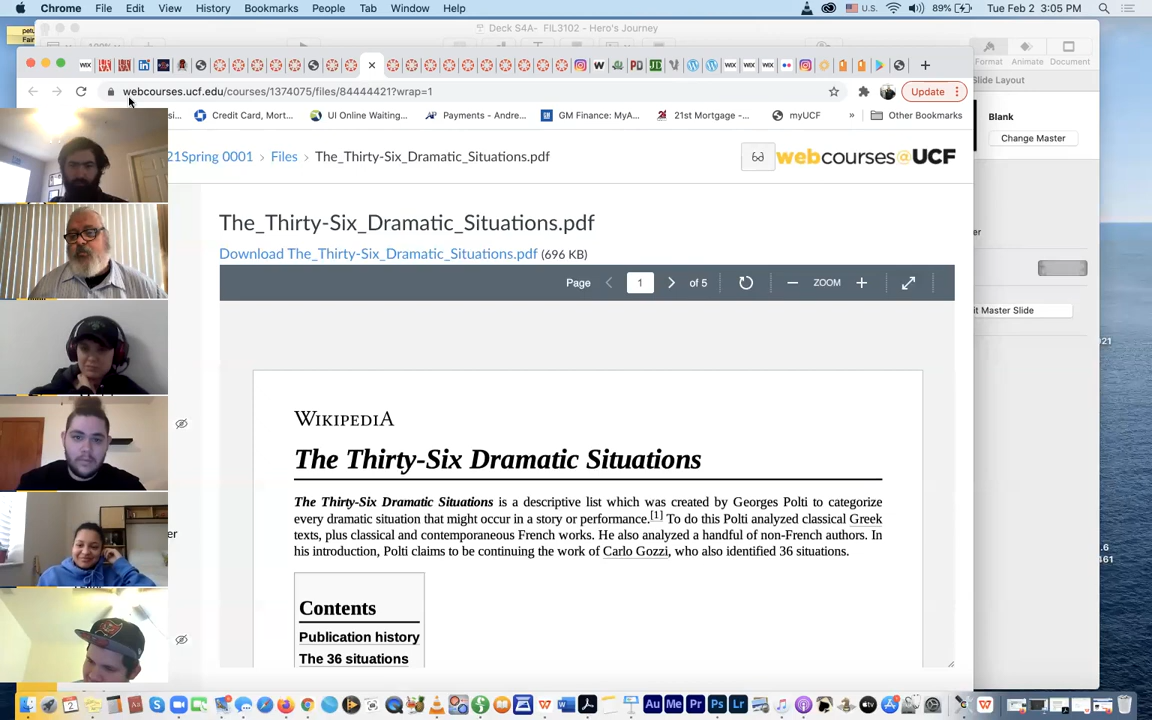 Chrome File Edit View History Bookmarks People Tab Window Help U.S. 89% Tue Feb 2 3:05 PM
Deck S4A- FIL3102 - Hero's Journey
webcourses.ucf.edu/courses/1374075/files/84444421?wrap=1 Update
Format Animate Document
Slide Layout
si... Credit Card, Mort... UI Online Waiting... Payments - Andre... GM Finance: MyA... 21st Mortgage -... myUCF » Other Bookmarks
Blank
Change Master
21Spring 0001 › Files › The_Thirty-Six_Dramatic_Situations.pdf
webcourses@UCF
The_Thirty-Six_Dramatic_Situations.pdf
Download The_Thirty-Six_Dramatic_Situations.pdf (696 KB)
Page 1 of 5 ZOOM
it Master Slide
WIKIPEDIA
The Thirty-Six Dramatic Situations
The Thirty-Six Dramatic Situations is a descriptive list which was created by Georges Polti to categorize
every dramatic situation that might occur in a story or performance.[1] To do this Polti analyzed classical Greek
texts, plus classical and contemporaneous French works. He also analyzed a handful of non-French authors. In
his introduction, Polti claims to be continuing the work of Carlo Gozzi, who also identified 36 situations.
Contents
Publication history
The 36 situations